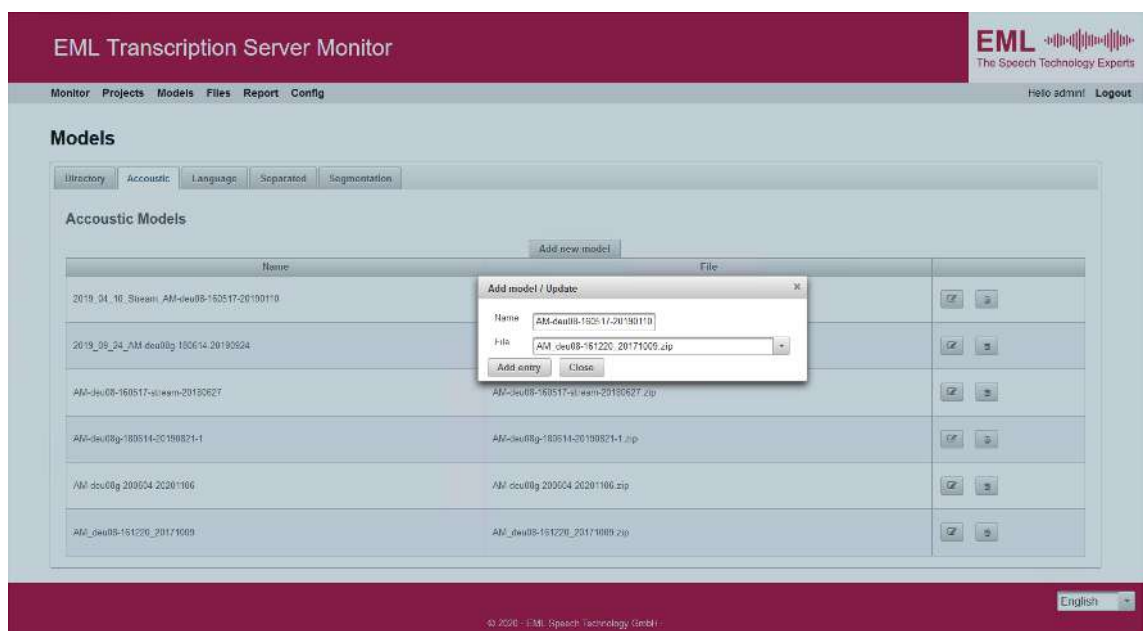 EML Transcription Server Monitor
EML
The Speech Technology Experts
Monitor Projects Models Files Report Config
Hello admin! Logout
Models
Directory Accoustic Language Separated Segmentation
Accoustic Models
Add new model
Name File
Add model / Update
2019_04_10_Stream_AM-deu08-160517-20190110
Name AM-deu08-160517-20190110
File AM_deu08-161220_20171009.zip
2019_09_24_AM-deu08g-180614-20190924
Add entry Close
AM-deu08-160517-stream-20180627 AM-deu08-160517-stream-20180627.zip
AM-deu08g-180614-20190821-1 AM-deu08g-180614-20190821-1.zip
AM-deu08g-200604-20201106 AM-deu08g-200604-20201106.zip
AM_deu08-161220_20171009 AM_deu08-161220_20171009.zip
English
© 2020 - EML Speech Technology GmbH -